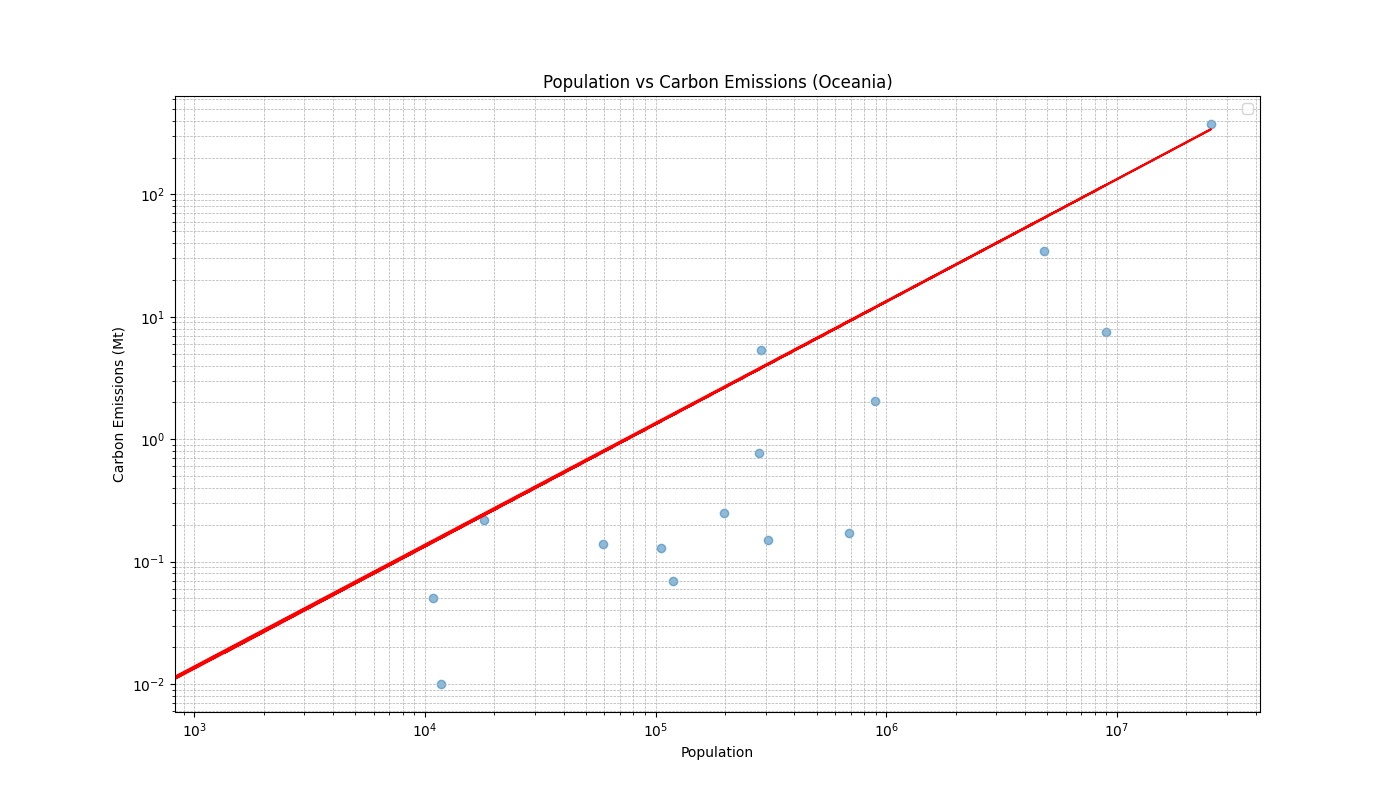 Population vs Carbon Emissions (Oceania)
Carbon Emissions (Mt)
10²
10¹
10⁰
10⁻¹
10⁻²
10³ 10⁴ 10⁵ 10⁶ 10⁷
Population